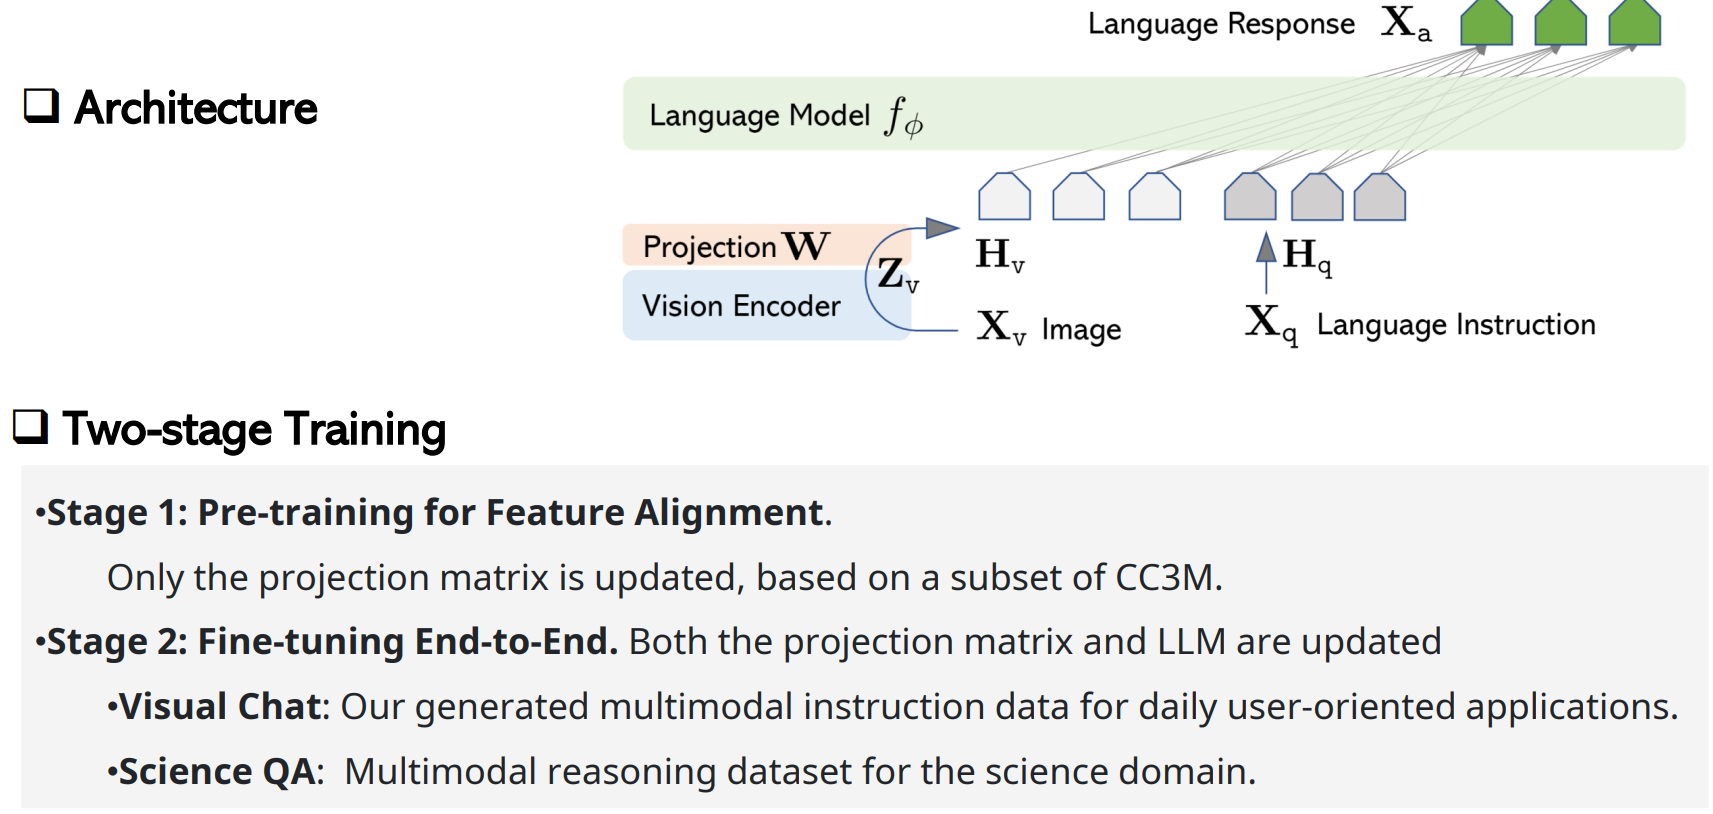 Language Response Xa
❑ Architecture
Language Model fϕ
Projection W
Zv
Hv
Hq
Vision Encoder
Xv Image
Xq Language Instruction
❑ Two-stage Training
•Stage 1: Pre-training for Feature Alignment.
Only the projection matrix is updated, based on a subset of CC3M.
•Stage 2: Fine-tuning End-to-End. Both the projection matrix and LLM are updated
•Visual Chat: Our generated multimodal instruction data for daily user-oriented applications.
•Science QA:  Multimodal reasoning dataset for the science domain.